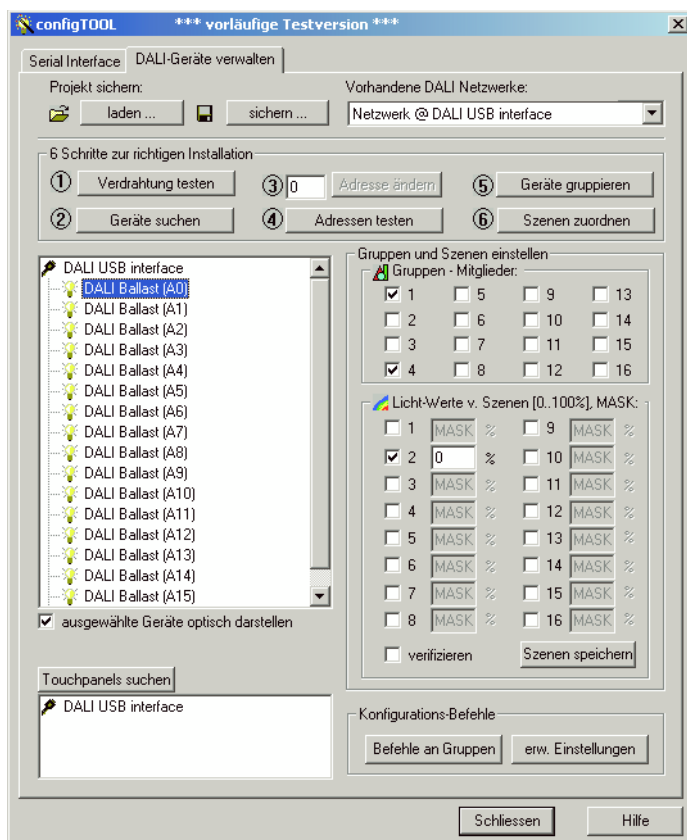 configTOOL *** vorläufige Testversion ***
Serial Interface DALI-Geräte verwalten
Projekt sichern: Vorhandene DALI Netzwerke:
laden ... sichern ... Netzwerk @ DALI USB interface
6 Schritte zur richtigen Installation
1 Verdrahtung testen 3 0 Adresse ändern 5 Geräte gruppieren
2 Geräte suchen 4 Adressen testen 6 Szenen zuordnen
DALI USB interface
DALI Ballast (A0)
DALI Ballast (A1)
DALI Ballast (A2)
DALI Ballast (A3)
DALI Ballast (A4)
DALI Ballast (A5)
DALI Ballast (A6)
DALI Ballast (A7)
DALI Ballast (A8)
DALI Ballast (A9)
DALI Ballast (A10)
DALI Ballast (A11)
DALI Ballast (A12)
DALI Ballast (A13)
DALI Ballast (A14)
DALI Ballast (A15)
ausgewählte Geräte optisch darstellen
Touchpanels suchen
DALI USB interface
Gruppen und Szenen einstellen
Gruppen - Mitglieder:
1 5 9 13
2 6 10 14
3 7 11 15
4 8 12 16
Licht-Werte v. Szenen [0..100%], MASK:
1 MASK % 9 MASK %
2 0 % 10 MASK %
3 MASK % 11 MASK %
4 MASK % 12 MASK %
5 MASK % 13 MASK %
6 MASK % 14 MASK %
7 MASK % 15 MASK %
8 MASK % 16 MASK %
verifizieren Szenen speichern
Konfigurations-Befehle
Befehle an Gruppen erw. Einstellungen
Schliessen Hilfe